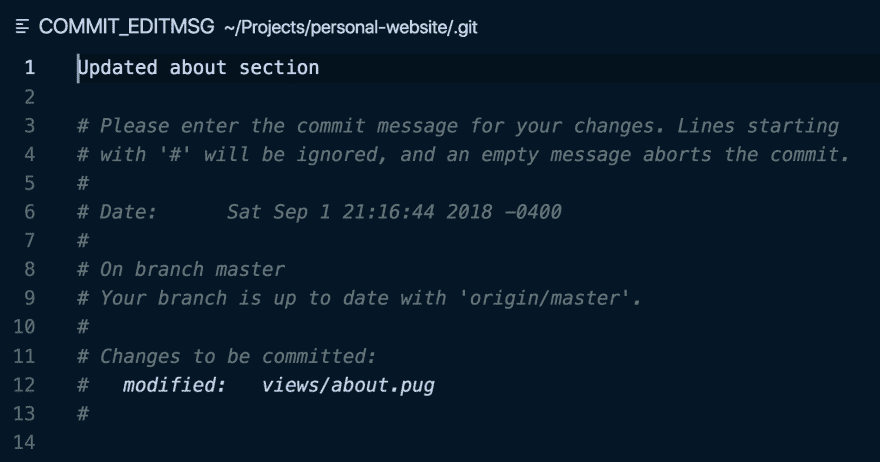 COMMIT_EDITMSG ~/Projects/personal-website/.git
1 Updated about section
2
3 # Please enter the commit message for your changes. Lines starting
4 # with '#' will be ignored, and an empty message aborts the commit.
5 #
6 # Date:      Sat Sep 1 21:16:44 2018 -0400
7 #
8 # On branch master
9 # Your branch is up to date with 'origin/master'.
10 #
11 # Changes to be committed:
12 #   modified:   views/about.pug
13 #
14